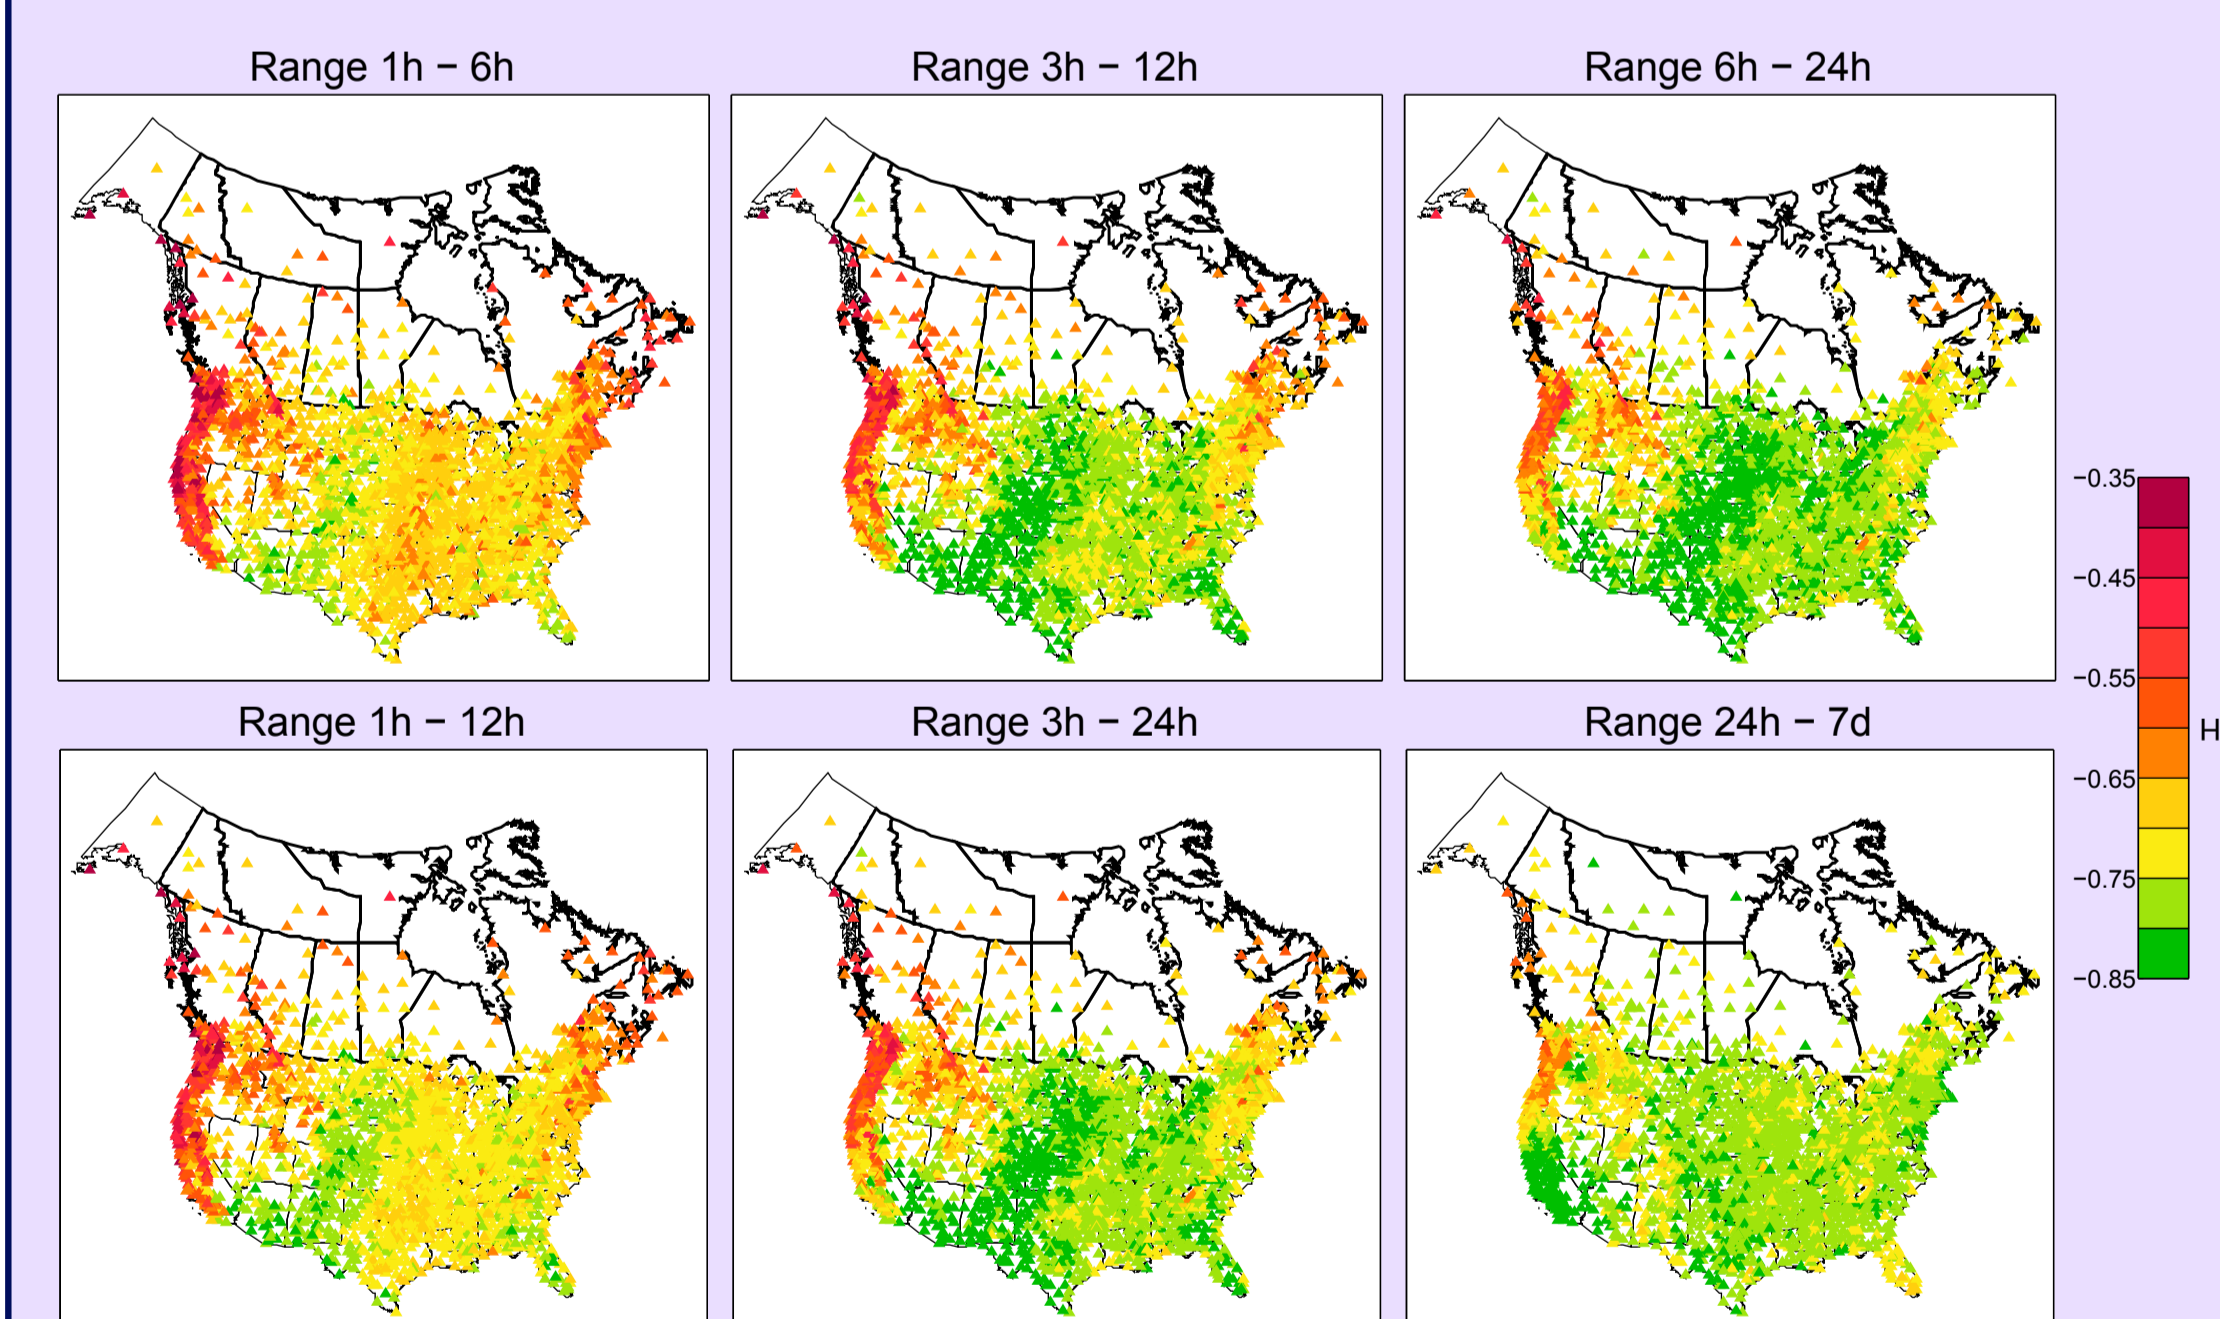 Range 1h − 6h
Range 3h − 12h
Range 6h − 24h
Range 1h − 12h
Range 3h − 24h
Range 24h − 7d
−0.35
−0.45
−0.55
H
−0.65
−0.75
−0.85